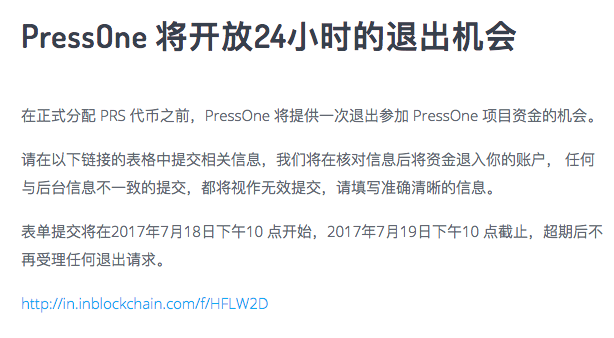 PressOne 将开放24小时的退出机会
在正式分配 PRS 代币之前，PressOne 将提供一次退出参加 PressOne 项目资金的机会。
请在以下链接的表格中提交相关信息，我们将在核对信息后将资金退入你的账户， 任何
与后台信息不一致的提交，都将视作无效提交，请填写准确清晰的信息。
表单提交将在2017年7月18日下午10 点开始，2017年7月19日下午10 点截止，超期后不
再受理任何退出请求。
http://in.inblockchain.com/f/HFLW2D